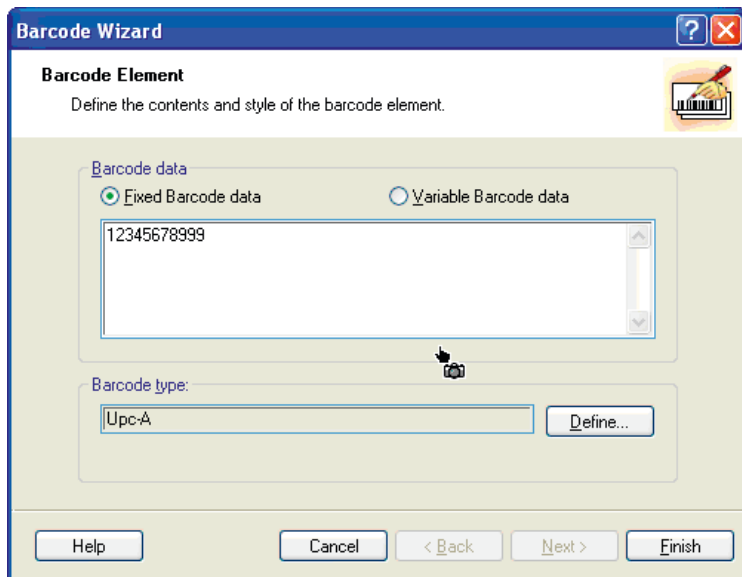 Barcode Wizard
Barcode Element
Define the contents and style of the barcode element.
Barcode data
Fixed Barcode data Variable Barcode data
12345678999
Barcode type:
Upc-A Define...
Help Cancel < Back Next > Finish